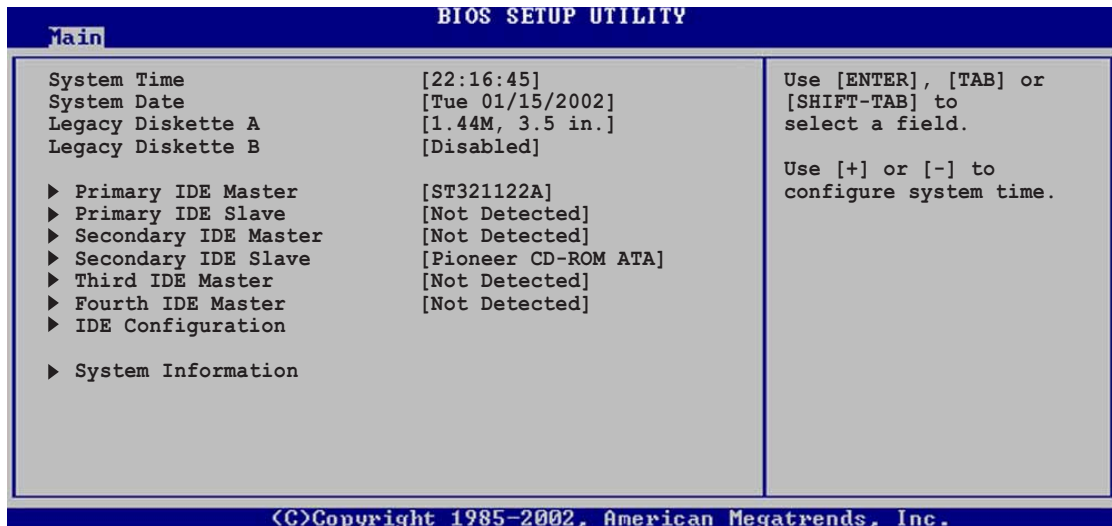 BIOS SETUP UTILITY
Main
System Time [22:16:45]
System Date [Tue 01/15/2002]
Legacy Diskette A [1.44M, 3.5 in.]
Legacy Diskette B [Disabled]
Primary IDE Master [ST321122A]
Primary IDE Slave [Not Detected]
Secondary IDE Master [Not Detected]
Secondary IDE Slave [Pioneer CD-ROM ATA]
Third IDE Master [Not Detected]
Fourth IDE Master [Not Detected]
IDE Configuration
System Information
Use [ENTER], [TAB] or
[SHIFT-TAB] to
select a field.
Use [+] or [-] to
configure system time.
(C)Copyright 1985-2002, American Megatrends, Inc.